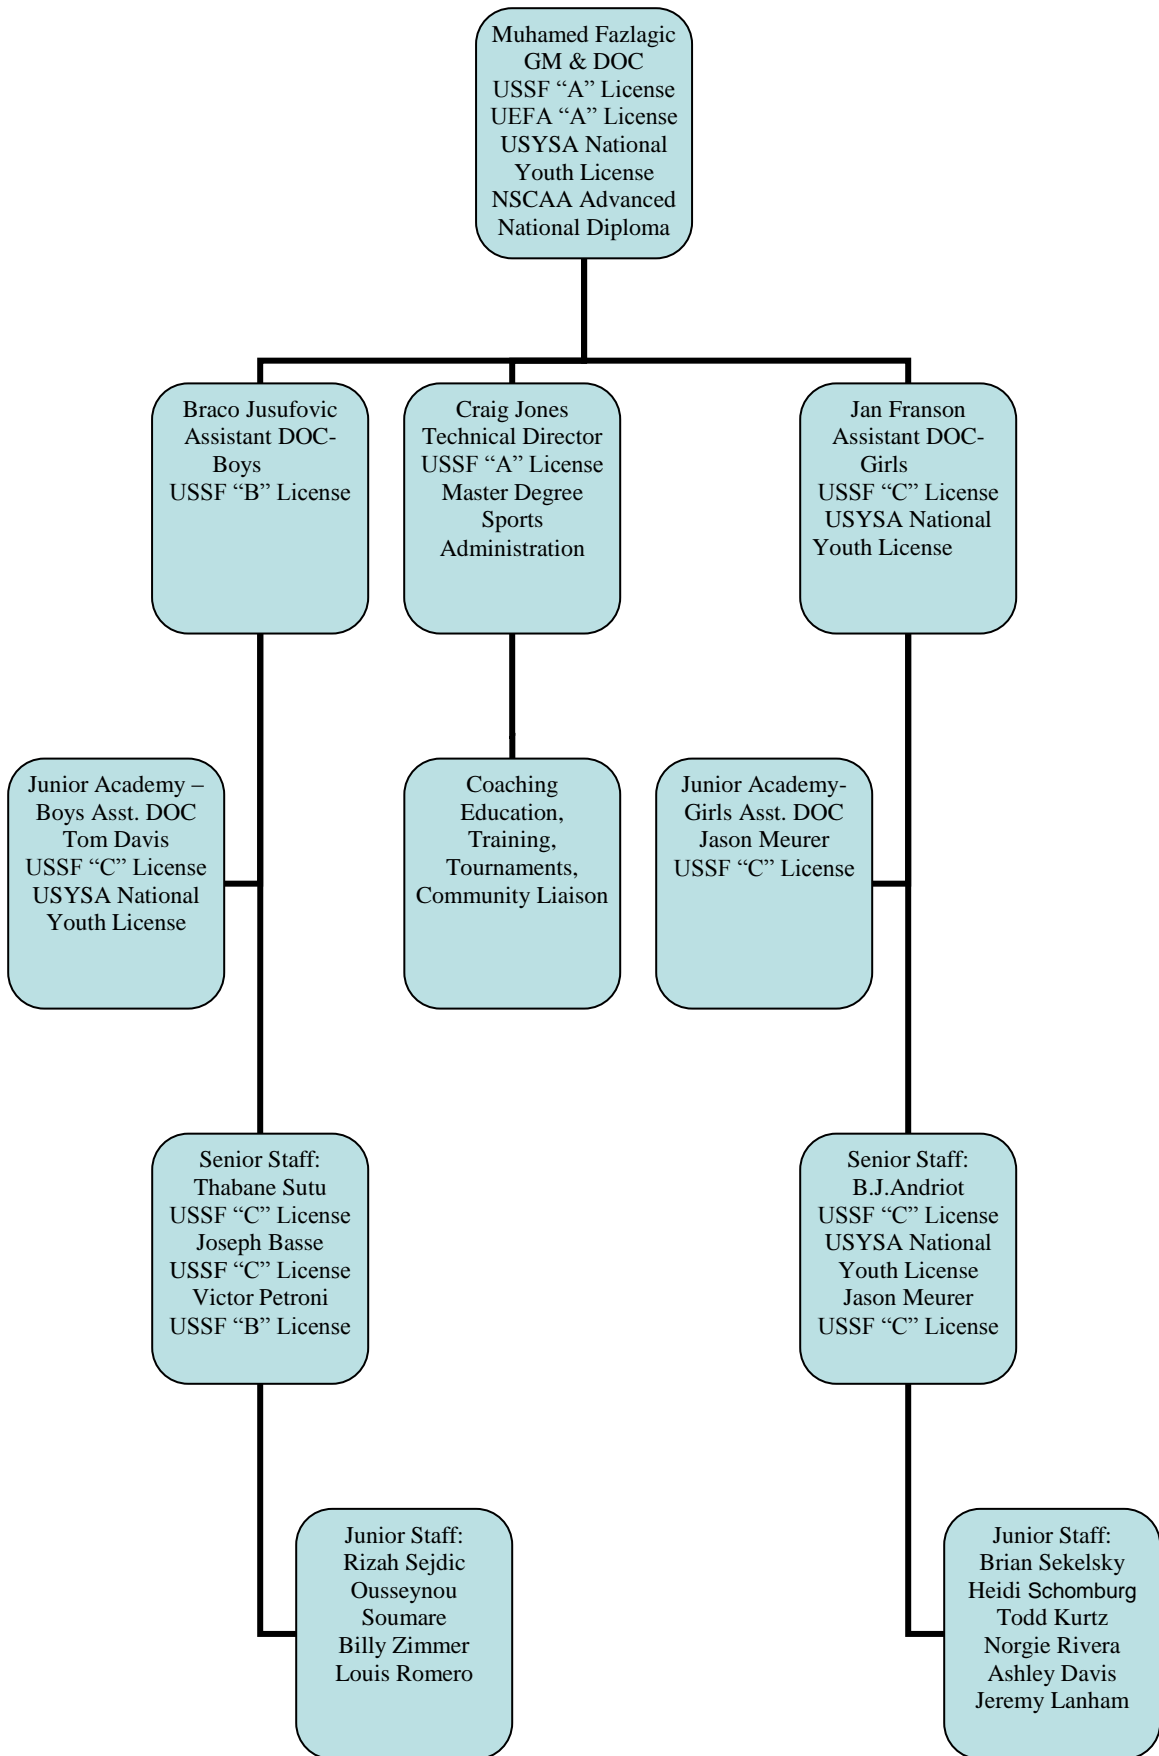 Muhamed Fazlagic
GM & DOC
USSF “A” License
UEFA “A” License
USYSA National
Youth License
NSCAA Advanced
National Diploma
Braco Jusufovic
Assistant DOC-
Boys
USSF “B” License
Craig Jones
Technical Director
USSF “A” License
Master Degree
Sports
Administration
Jan Franson
Assistant DOC-
Girls
USSF “C” License
USYSA National
Youth License
Junior Academy –
Boys Asst. DOC
Tom Davis
USSF “C” License
USYSA National
Youth License
Coaching
Education,
Training,
Tournaments,
Community Liaison
Junior Academy-
Girls Asst. DOC
Jason Meurer
USSF “C” License
Senior Staff:
Thabane Sutu
USSF “C” License
Joseph Basse
USSF “C” License
Victor Petroni
USSF “B” License
Senior Staff:
B.J.Andriot
USSF “C” License
USYSA National
Youth License
Jason Meurer
USSF “C” License
Junior Staff:
Rizah Sejdic
Ousseynou
Soumare
Billy Zimmer
Louis Romero
Junior Staff:
Brian Sekelsky
Heidi Schomburg
Todd Kurtz
Norgie Rivera
Ashley Davis
Jeremy Lanham